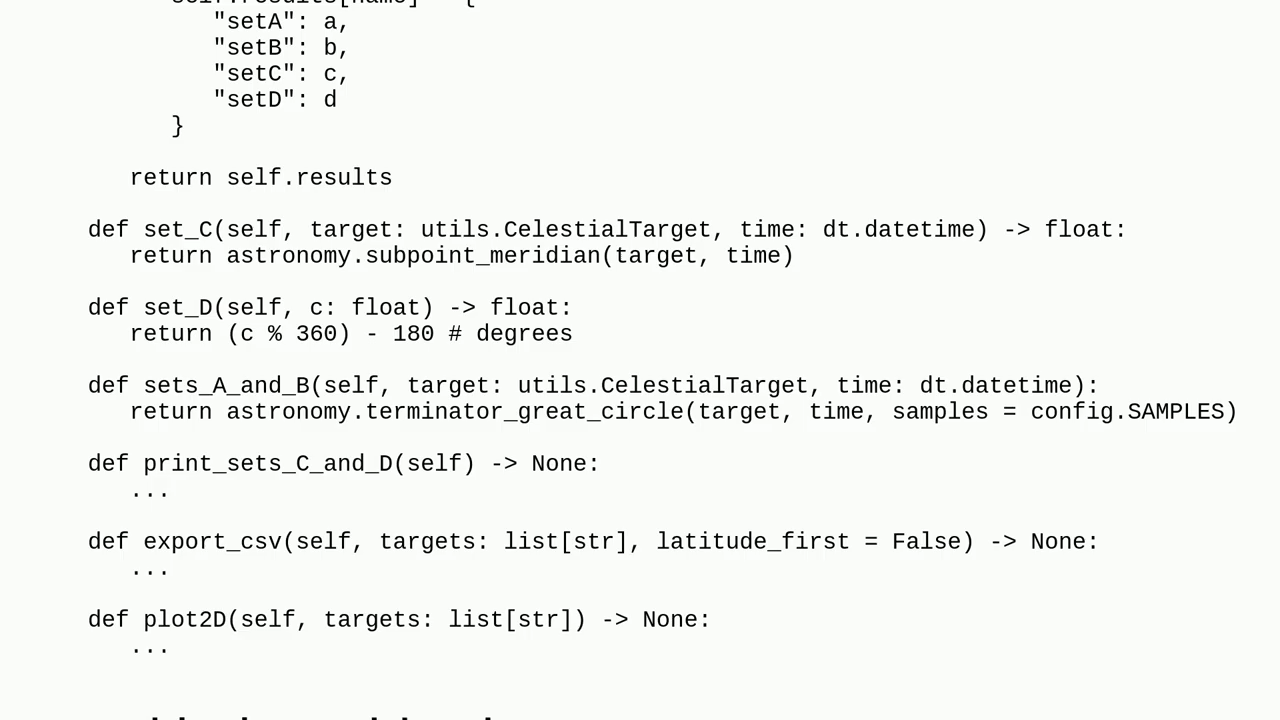 self.results[name] = {
"setA": a,
"setB": b,
"setC": c,
"setD": d
}
return self.results
def set_C(self, target: utils.CelestialTarget, time: dt.datetime) -> float:
return astronomy.subpoint_meridian(target, time)
def set_D(self, c: float) -> float:
return (c % 360) - 180 # degrees
def sets_A_and_B(self, target: utils.CelestialTarget, time: dt.datetime):
return astronomy.terminator_great_circle(target, time, samples = config.SAMPLES)
def print_sets_C_and_D(self) -> None:
...
def export_csv(self, targets: list[str], latitude_first = False) -> None:
...
def plot2D(self, targets: list[str]) -> None:
...